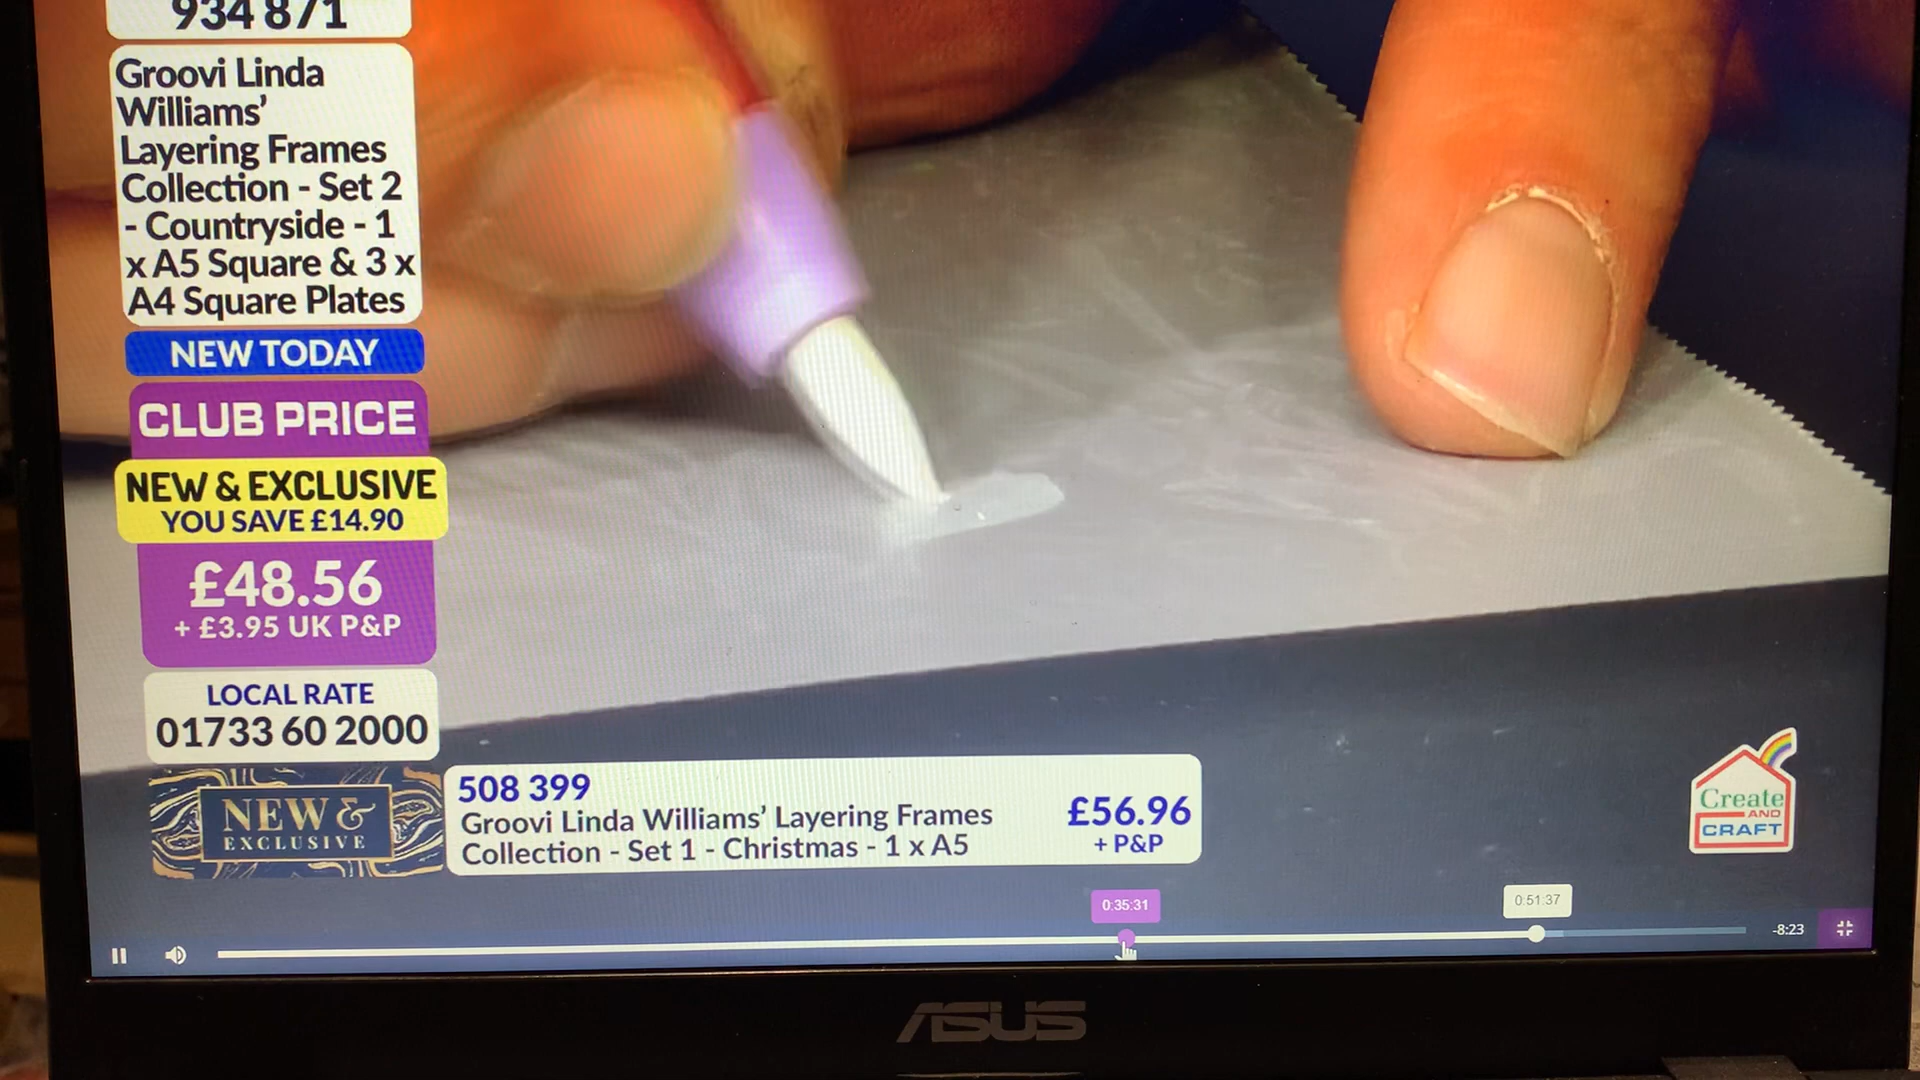 934 871
Groovi Linda
Williams’
Layering Frames
Collection - Set 2
- Countryside - 1
x A5 Square & 3 x
A4 Square Plates
NEW TODAY
CLUB PRICE
NEW & EXCLUSIVE
YOU SAVE £14.90
£48.56
+ £3.95 UK P&P
LOCAL RATE
01733 60 2000
NEW &
EXCLUSIVE
508 399
Groovi Linda Williams’ Layering Frames
Collection - Set 1 - Christmas - 1 x A5
£56.96
+ P&P
Create
AND
CRAFT
0:35:31
0:51:37
-8:23
ASUS